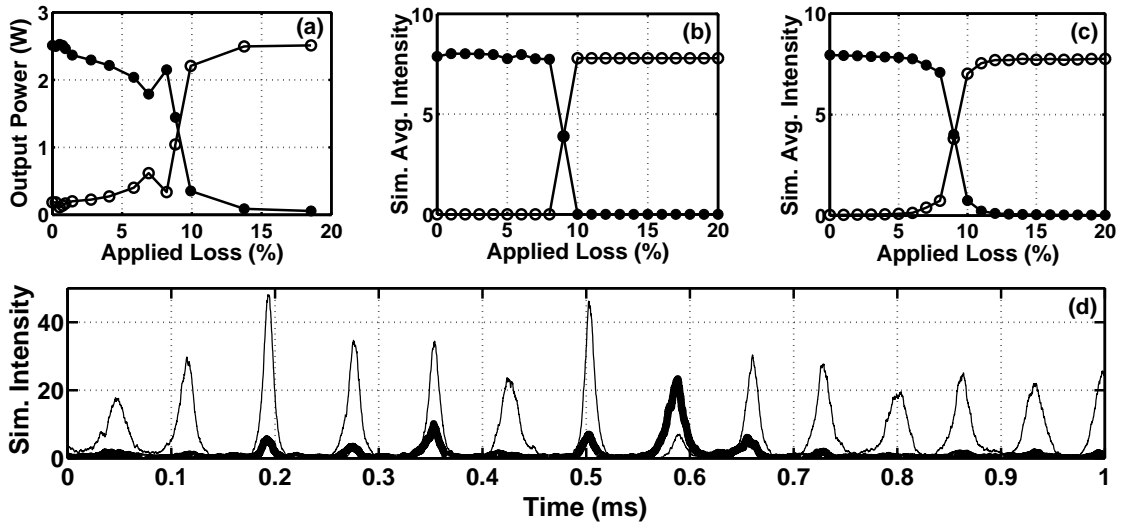 (a)
3
2
1
0
Output Power (W)
0 5 10 15 20
Applied Loss (%)
(b)
10
5
0
Sim. Avg. Intensity
0 5 10 15 20
Applied Loss (%)
(c)
10
5
0
Sim. Avg. Intensity
0 5 10 15 20
Applied Loss (%)
(d)
40
20
0
Sim. Intensity
0 0.1 0.2 0.3 0.4 0.5 0.6 0.7 0.8 0.9 1
Time (ms)